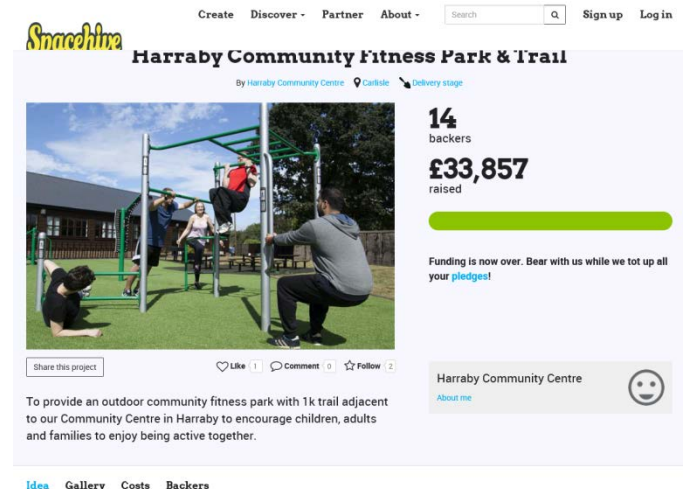 Create Discover Partner About Search Sign up Log in
Spacehive
Harraby Community Fitness Park & Trail
By Harraby Community Centre Carlisle Delivery stage
14
backers
£33,857
raised
Funding is now over. Bear with us while we tot up all
your pledges!
Share this project Like 1 Comment 0 Follow 2
Harraby Community Centre
About me
To provide an outdoor community fitness park with 1k trail adjacent
to our Community Centre in Harraby to encourage children, adults
and families to enjoy being active together.
Idea Gallery Costs Backers